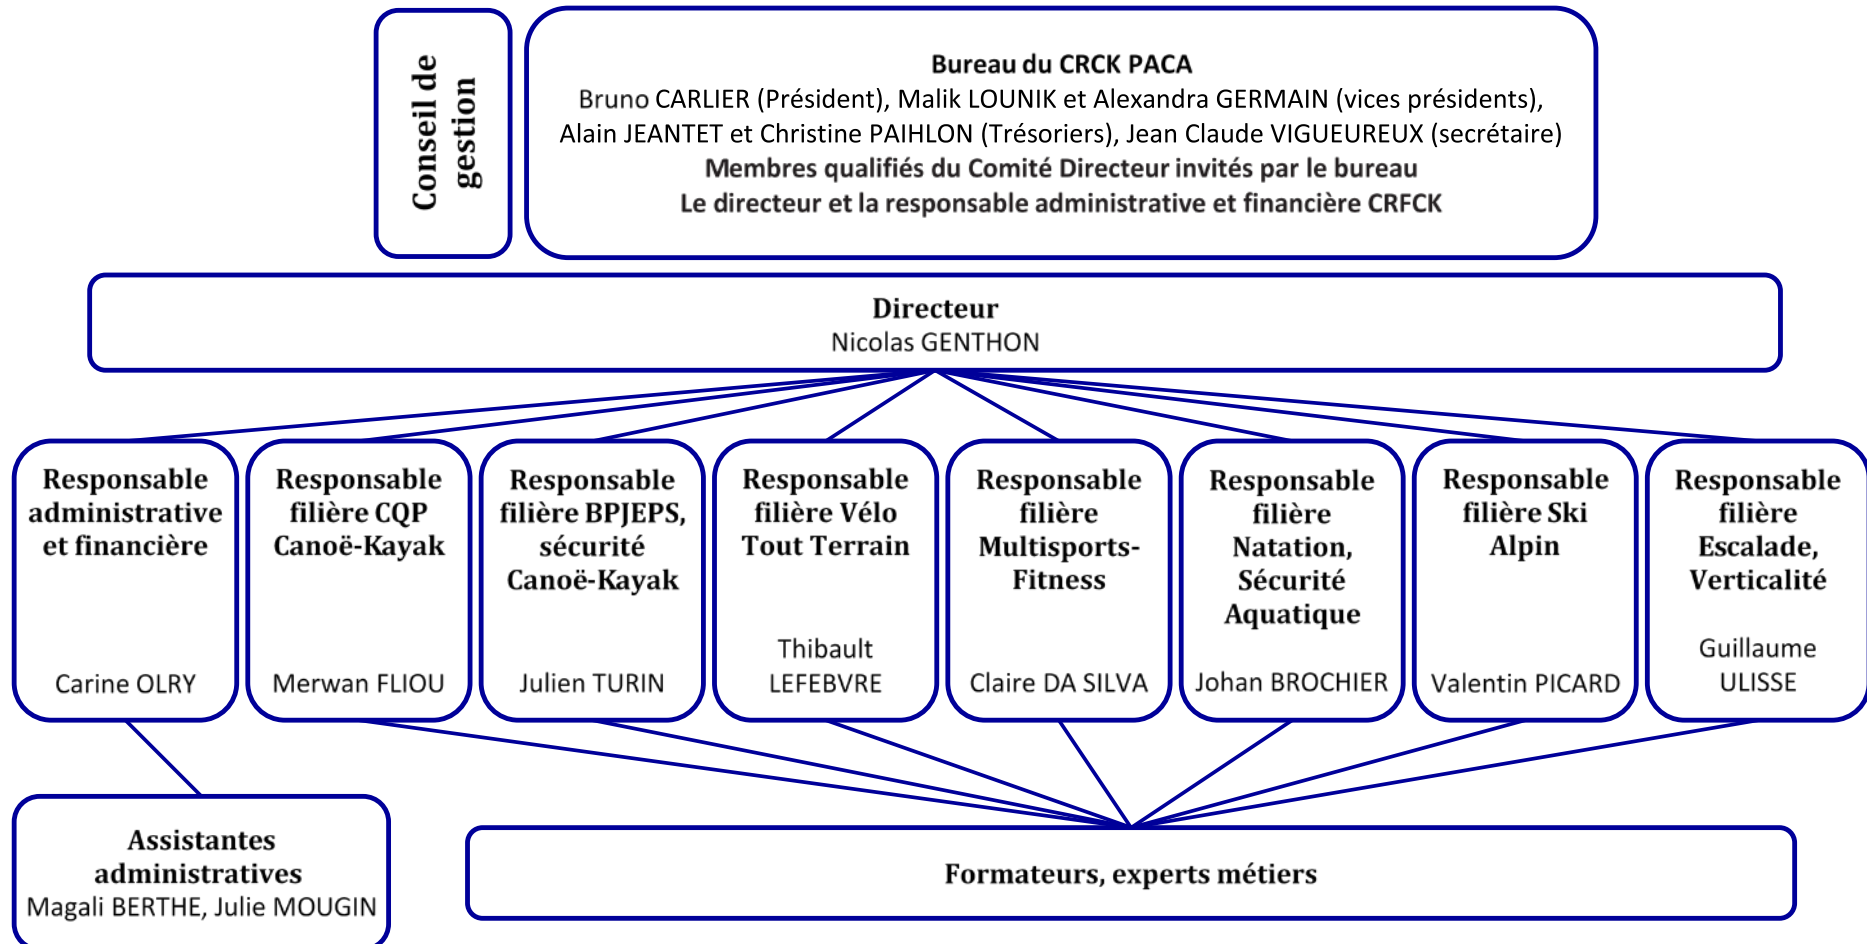 Conseil de
gestion
Bureau du CRCK PACA
Bruno CARLIER (Président), Malik LOUNIK et Alexandra GERMAIN (vices présidents),
Alain JEANTET et Christine PAIHLON (Trésoriers), Jean Claude VIGUEUREUX (secrétaire)
Membres qualifiés du Comité Directeur invités par le bureau
Le directeur et la responsable administrative et financière CRFCK
Directeur
Nicolas GENTHON
Responsable
administrative
et financière
Carine OLRY
Responsable
filière CQP
Canoë-Kayak
Merwan FLIOU
Responsable
filière BPJEPS,
sécurité
Canoë-Kayak
Julien TURIN
Responsable
filière Vélo
Tout Terrain
Thibault
LEFEBVRE
Responsable
filière
Multisports-
Fitness
Claire DA SILVA
Responsable
filière
Natation,
Sécurité
Aquatique
Johan BROCHIER
Responsable
filière Ski
Alpin
Valentin PICARD
Responsable
filière
Escalade,
Verticalité
Guillaume
ULISSE
Assistantes
administratives
Magali BERTHE, Julie MOUGIN
Formateurs, experts métiers